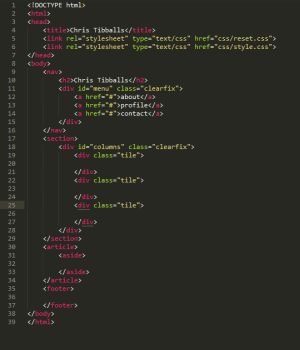 1 <!DOCTYPE html>
2 <html>
3 <head>
4 <title>Chris Tibballs</title>
5 <link rel="stylesheet" type="text/css" href="css/reset.css">
6 <link rel="stylesheet" type="text/css" href="css/style.css">
7 </head>
8 <body>
9 <nav>
10 <h2>Chris Tibballs</h2>
11 <div id="menu" class="clearfix">
12 <a href="#">about</a>
13 <a href="#">profile</a>
14 <a href="#">contact</a>
15 </div>
16 </nav>
17 <section>
18 <div id="columns" class="clearfix">
19 <div class="tile">
20
21 </div>
22 <div class="tile">
23
24 </div>
25 <div class="tile">
26
27 </div>
28 </div>
29 </section>
30 <article>
31 <aside>
32
33 </aside>
34 </article>
35 <footer>
36
37 </footer>
38 </body>
39 </html>